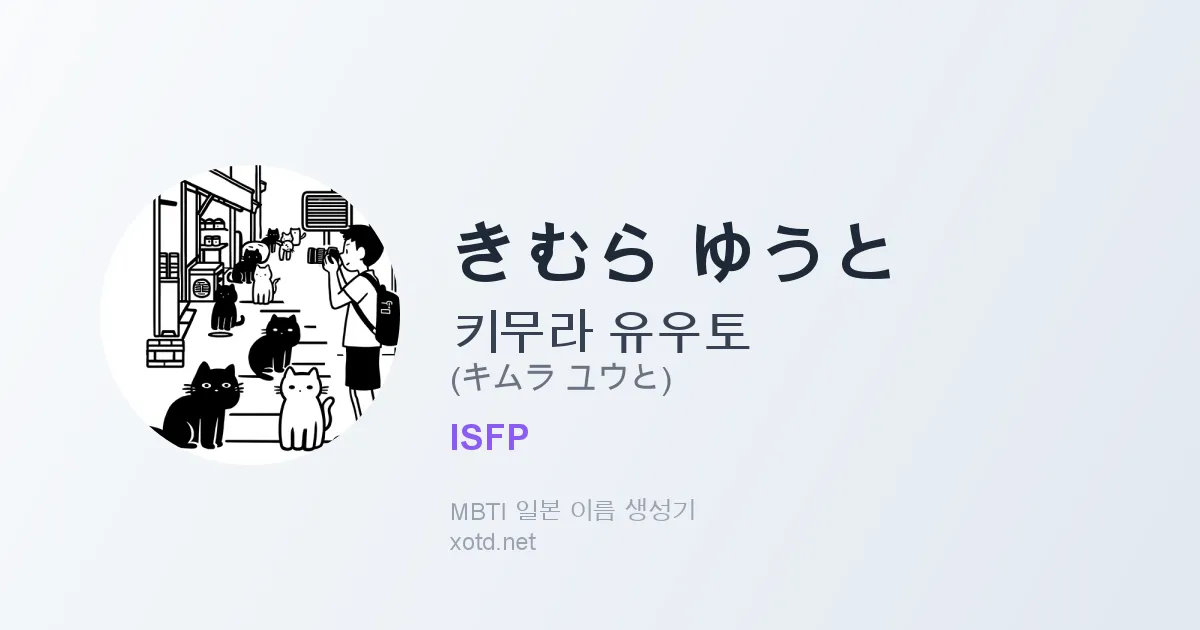 きむら ゆうと
키무라 유우토
(キムラ ユウと)
ISFP
MBTI 일본 이름 생성기
xotd.net